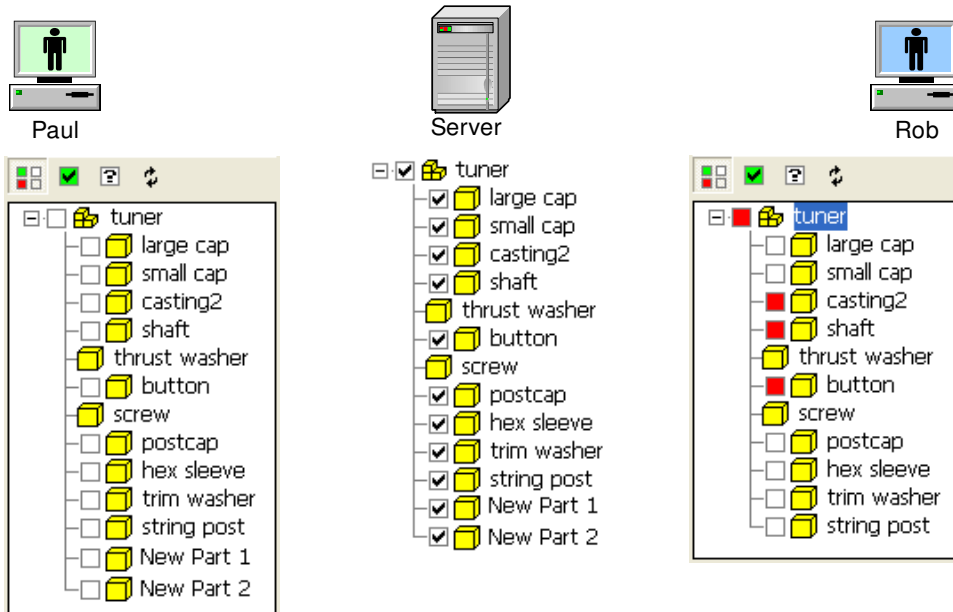 Paul
Server
Rob
tuner
large cap
small cap
casting2
shaft
thrust washer
button
screw
postcap
hex sleeve
trim washer
string post
New Part 1
New Part 2
tuner
large cap
small cap
casting2
shaft
thrust washer
button
screw
postcap
hex sleeve
trim washer
string post
New Part 1
New Part 2
tuner
large cap
small cap
casting2
shaft
thrust washer
button
screw
postcap
hex sleeve
trim washer
string post